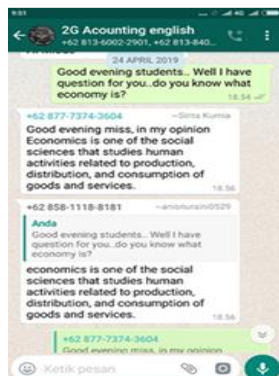 9:01
2G Acounting english
+62 813-6002-2901, +62 813-840...
24 APRIL 2019
Good evening students.. Well I have
question for you..do you know what
economy is?
18.54
+62 877-7374-3604
Good evening miss, in my opinion
Economics is one of the social
sciences that studies human
activities related to production,
distribution, and consumption of
goods and services.
18.56
+62 858-1118-8181
Anda
Good evening students.. Well I have
question for you..do you know what
economy is?
economics is one of the social
sciences that studies human
activities related to production,
distribution, and consumption of
goods and services.
18.56
+62 877-7374-3604
Good evening miss, in my opinion
Ketik pesan